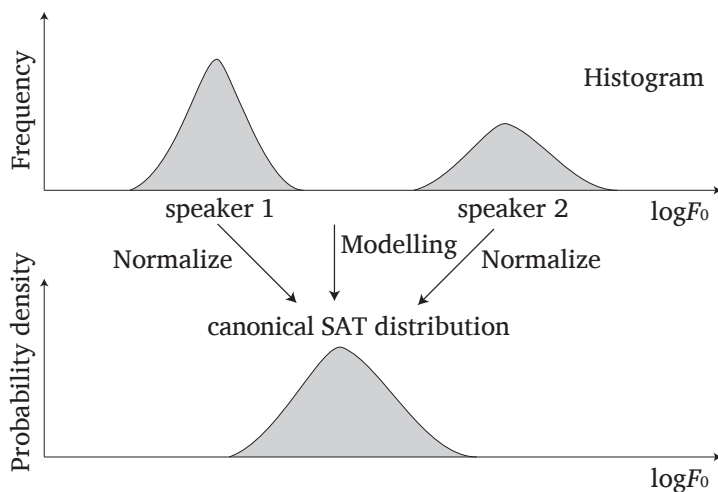 Frequency
Histogram
speaker 1
speaker 2
logF₀
Normalize
Modelling
Normalize
Probability density
canonical SAT distribution
logF₀